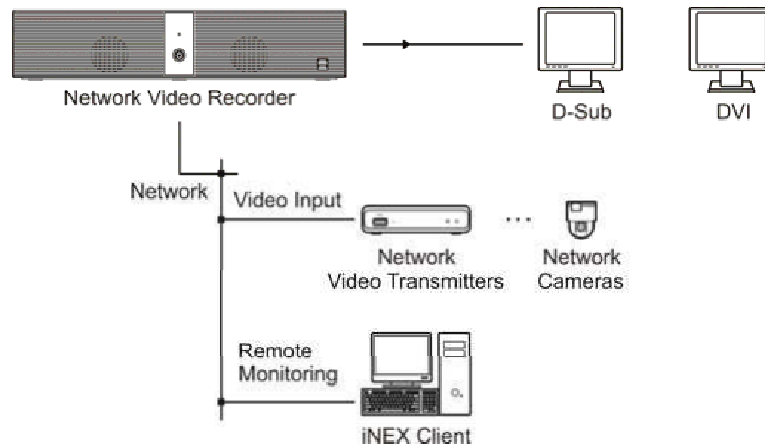 Network Video Recorder
D-Sub
DVI
Network
Video Input
Network
Video Transmitters
Network
Cameras
Remote
Monitoring
iNEX Client